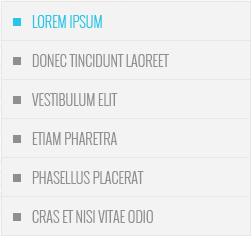 LOREM IPSUM
DONEC TINCIDUNT LAOREET
VESTIBULUM ELIT
ETIAM PHARETRA
PHASELLUS PLACERAT
CRAS ET NISI VITAE ODIO